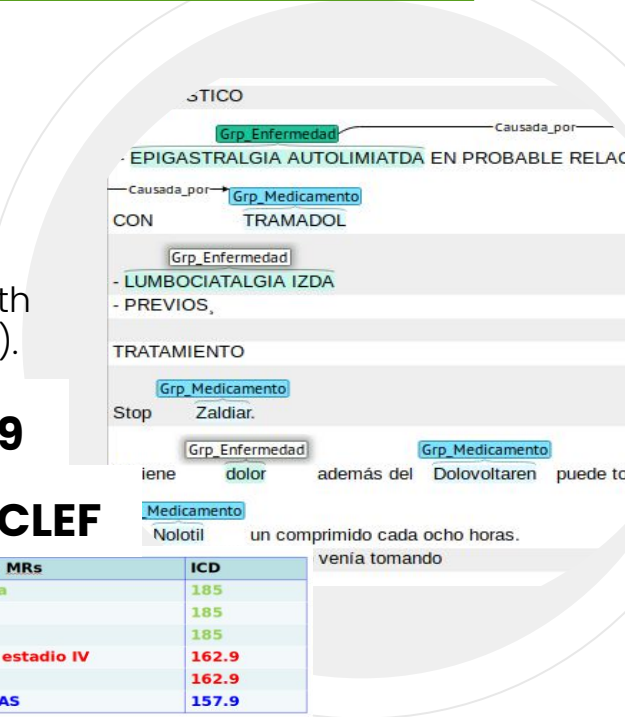 STICO
Grp_Enfermedad
Causada_por
- EPIGASTRALGIA AUTOLIMIATDA EN PROBABLE RELAC
Causada_por
Grp_Medicamento
CON TRAMADOL
Grp_Enfermedad
- LUMBOCIATALGIA IZDA
- PREVIOS,
th
).
TRATAMIENTO
Grp_Medicamento
Stop Zaldiar.
9
Grp_Enfermedad Grp_Medicamento
iene dolor además del Dolovoltaren puede to
CLEF
Medicamento
Nolotil un comprimido cada ocho horas.
venía tomando
MRs ICD
a 185
185
185
estadio IV 162.9
162.9
AS 157.9